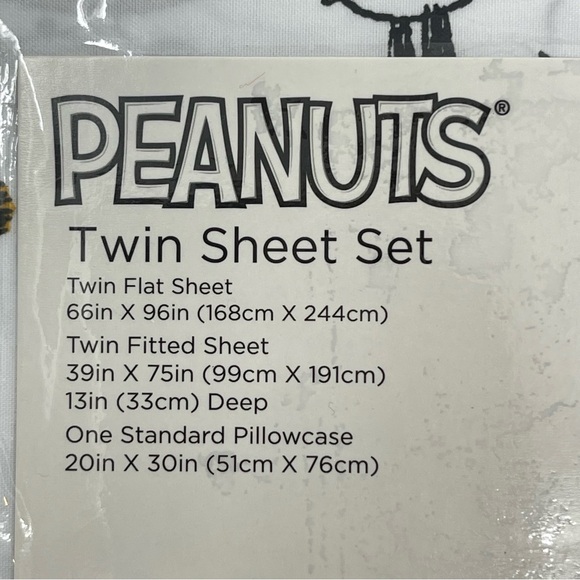 PEANUTS®
Twin Sheet Set
Twin Flat Sheet
66in X 96in (168cm X 244cm)
Twin Fitted Sheet
39in X 75in (99cm X 191cm)
13in (33cm) Deep
One Standard Pillowcase
20in X 30in (51cm X 76cm)